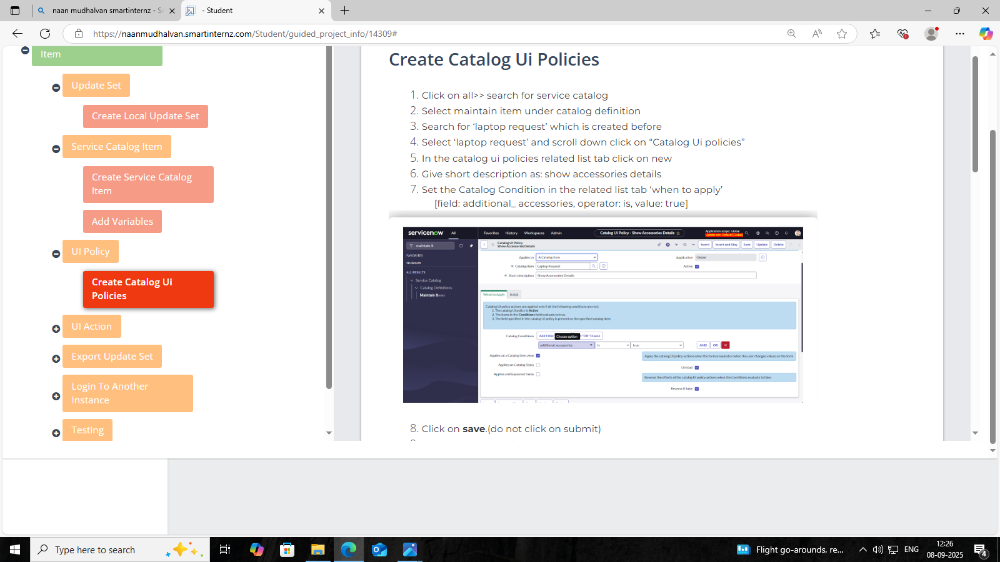 naan mudhalvan smartinternz - Se
- Student
https://naanmudhalvan.smartinternz.com/Student/guided_project_info/14309#
Item
Update Set
Create Local Update Set
Service Catalog Item
Create Service Catalog
Item
Add Variables
UI Policy
Create Catalog Ui
Policies
UI Action
Export Update Set
Login To Another
Instance
Testing
Create Catalog Ui Policies
1. Click on all>> search for service catalog
2. Select maintain item under catalog definition
3. Search for ‘laptop request’ which is created before
4. Select ‘laptop request’ and scroll down click on “Catalog Ui policies”
5. In the catalog ui policies related list tab click on new
6. Give short description as: show accessories details
7. Set the Catalog Condition in the related list tab ‘when to apply’
[field: additional_ accessories, operator: is, value: true]
servicenow All Favorites History Workspaces Admin Catalog UI Policy - Show Accessories Details
Application scope: Global
Update set: Default [Global]
maintain it
FAVORITES
No Results
ALL RESULTS
Service Catalog
Catalog Definitions
Maintain Items
Catalog UI Policy
Show Accessories Details
Insert Insert and Stay Save Update Delete
Applies to A Catalog Item Application Global
Catalog item Laptop Request Active
Short description Show Accessories Details
When to Apply Script
Catalog UI policy actions are applied only if all the following conditions are met:
1. The catalog UI policy is Active
2. The items in the Conditions field evaluate to true
3. The field specified in the catalog UI policy is present on the specified catalog item
Catalog Conditions Add Filter Choose option "OR" Clause
additional_accessories is true AND OR X
Applies on a Catalog Item view Apply the catalog UI policy actions when the form is loaded or when the user changes values on the form
Applies on Catalog Tasks On load
Applies on Requested Items Reverse the effects of the catalog UI policy actions when the Conditions evaluate to false
Reverse if false
8. Click on save.(do not click on submit)
Type here to search
Flight go-arounds, re...
ENG
12:26
08-09-2025
4